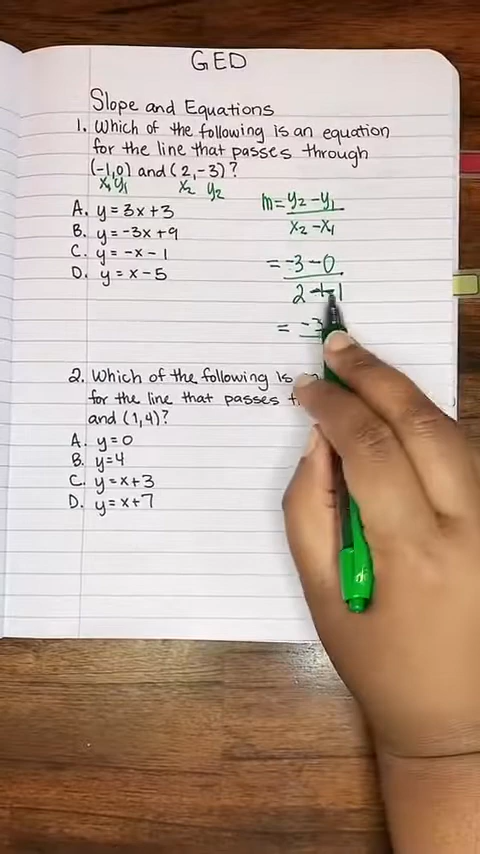 GED
Slope and Equations
1. Which of the following is an equation
for the line that passes through
(-1,0) and (2,-3)?
x₁ y₁ x₂ y₂
A. y = 3x + 3
B. y = -3x + 9
C. y = -x - 1
D. y = x - 5
m = y₂ - y₁
x₂ - x₁
= -3 - 0
2 - -1
= -3
2. Which of the following is
for the line that passes
and (1,4)?
A. y = 0
B. y = 4
C. y = x + 3
D. y = x + 7